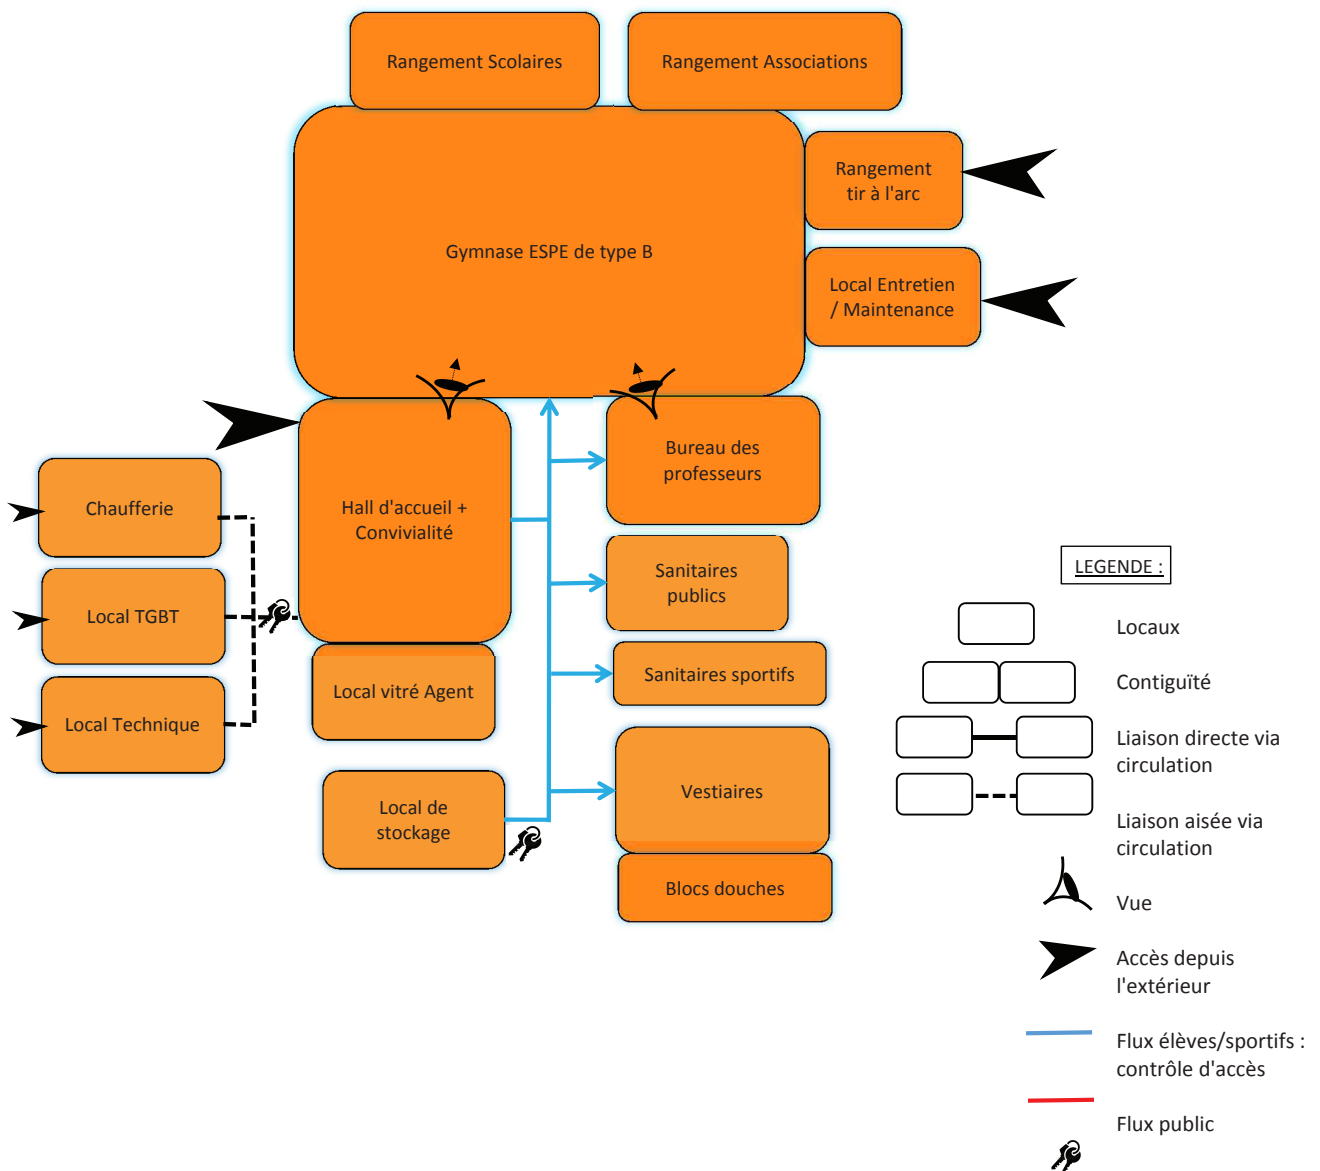 Rangement Scolaires
Rangement Associations
Rangement
tir à l'arc
Gymnase ESPE de type B
Local Entretien
/ Maintenance
Bureau des
professeurs
Chaufferie
Hall d'accueil +
Convivialité
Sanitaires
publics
Local TGBT
Sanitaires sportifs
Local vitré Agent
Local Technique
Vestiaires
Local de
stockage
Blocs douches
LEGENDE :
Locaux
Contiguïté
Liaison directe via
circulation
Liaison aisée via
circulation
Vue
Accès depuis
l'extérieur
Flux élèves/sportifs :
contrôle d'accès
Flux public